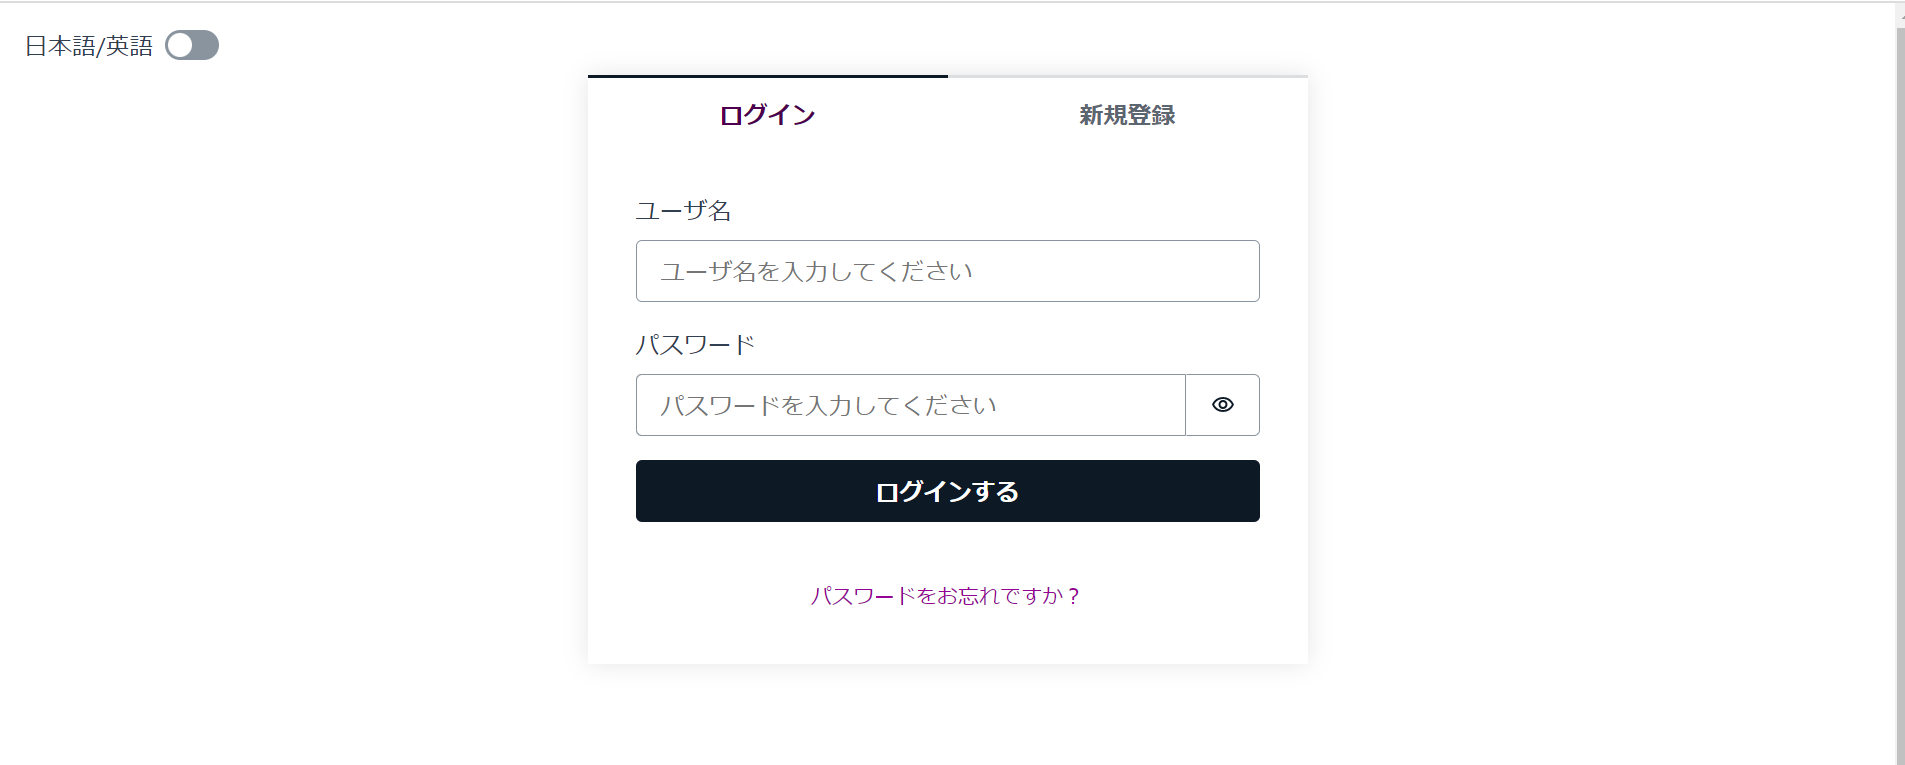 日本語/英語
ログイン
新規登録
ユーザ名
ユーザ名を入力してください
パスワード
パスワードを入力してください
ログインする
パスワードをお忘れですか？